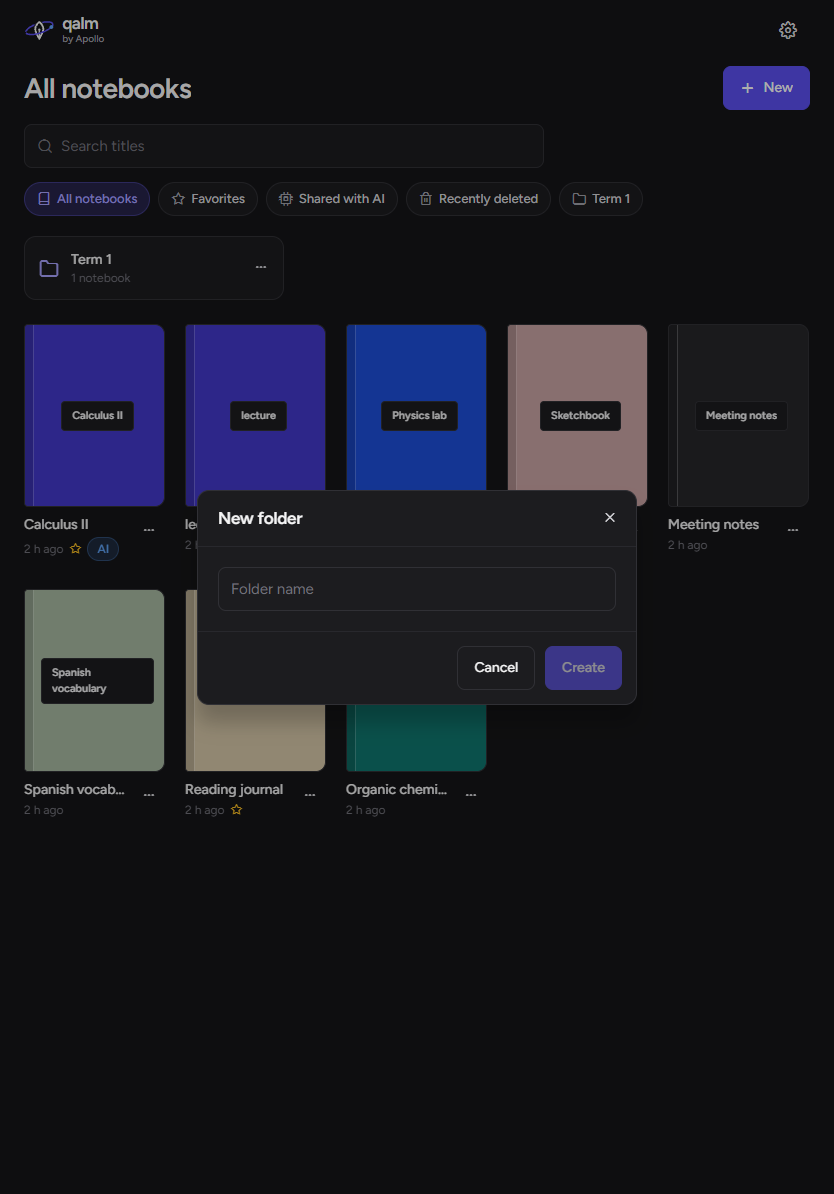 qalm
by Apollo
All notebooks
New
Search titles
All notebooks
Favorites
Shared with AI
Recently deleted
Term 1
Term 1
1 notebook
Calculus II
lecture
Physics lab
Sketchbook
Meeting notes
Calculus II
2 h ago
AI
Meeting notes
2 h ago
New folder
Folder name
Cancel
Create
Spanish
vocabulary
Spanish vocab...
2 h ago
Reading journal
2 h ago
Organic chemi...
2 h ago